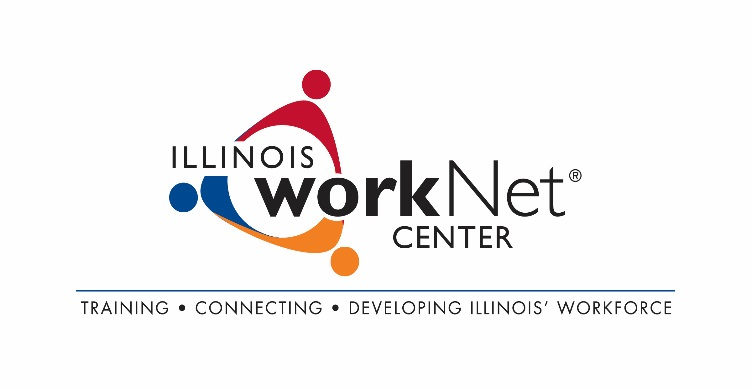 ILLINOIS
workNet®
CENTER
TRAINING • CONNECTING • DEVELOPING ILLINOIS' WORKFORCE